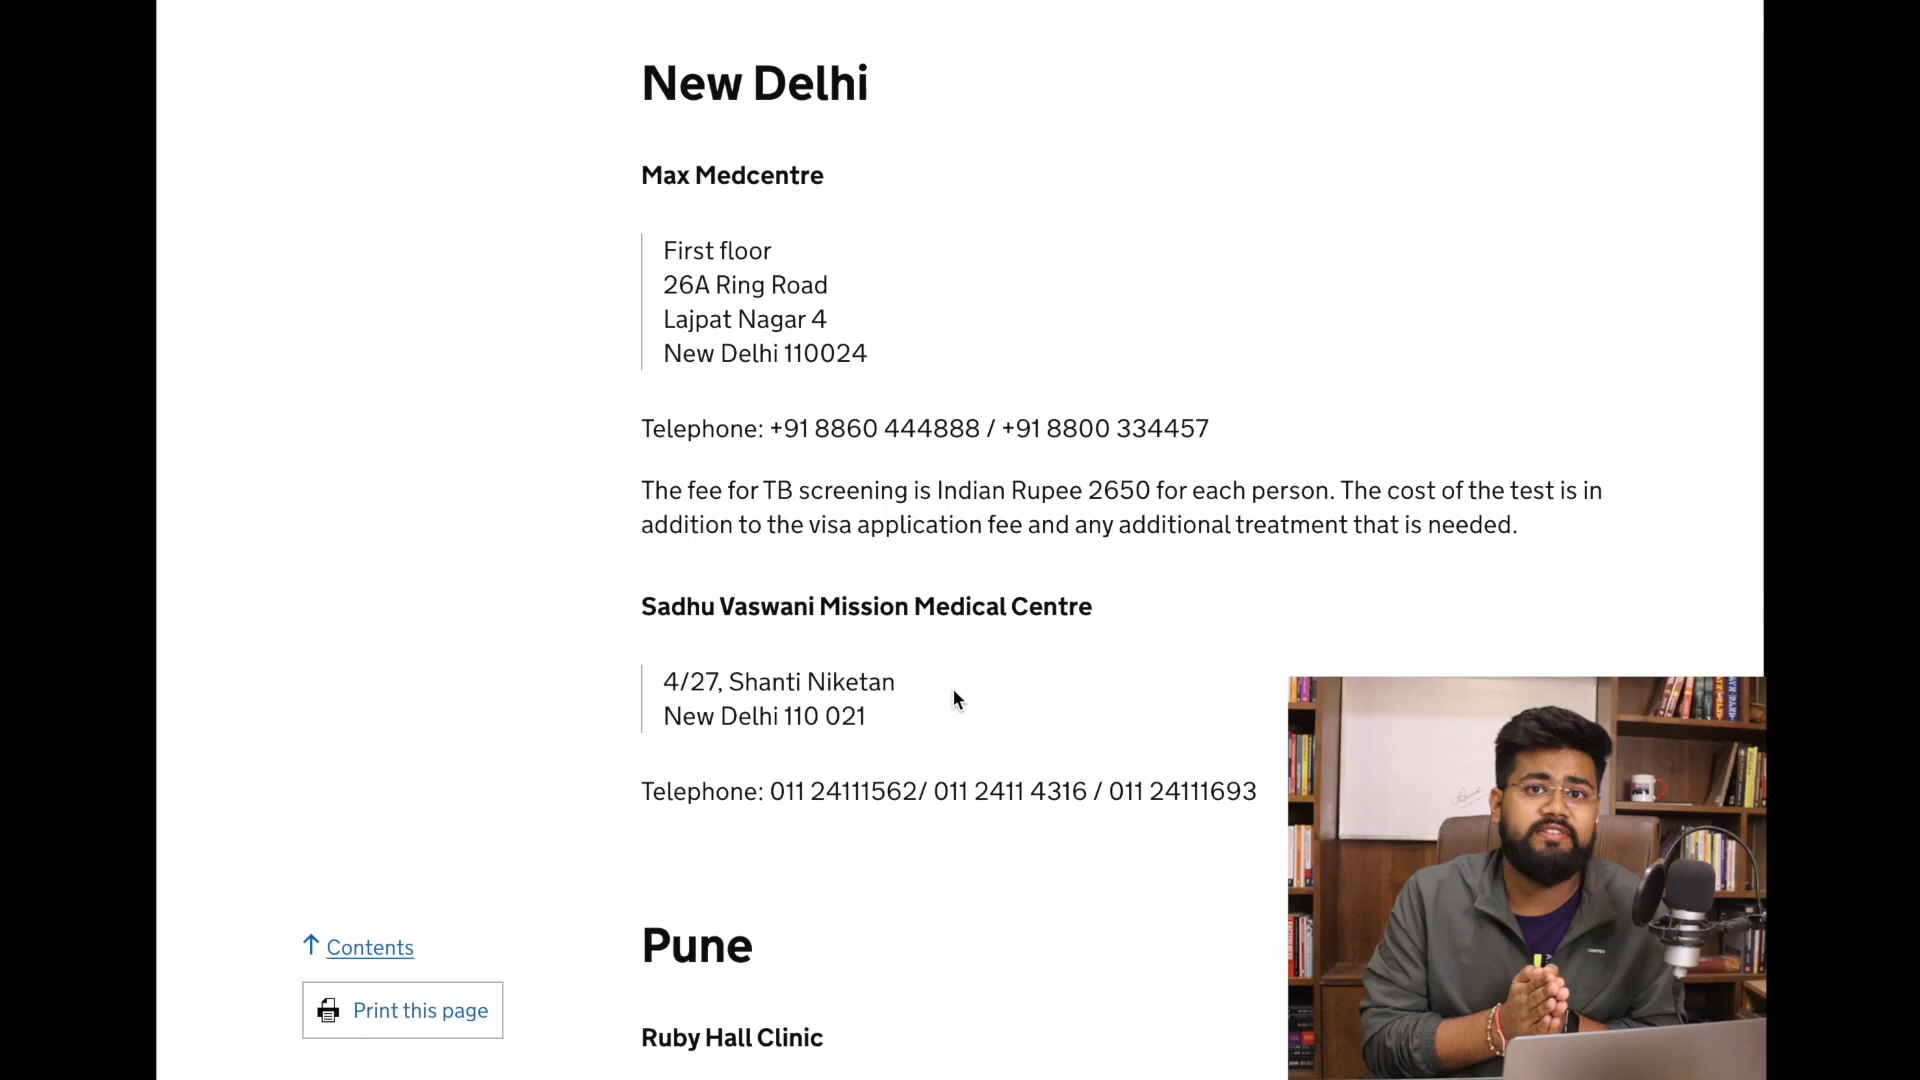 New Delhi
Max Medcentre
First floor
26A Ring Road
Lajpat Nagar 4
New Delhi 110024
Telephone: +91 8860 444888 / +91 8800 334457
The fee for TB screening is Indian Rupee 2650 for each person. The cost of the test is in
addition to the visa application fee and any additional treatment that is needed.
Sadhu Vaswani Mission Medical Centre
4/27, Shanti Niketan
New Delhi 110 021
Telephone: 011 24111562/ 011 2411 4316 / 011 24111693
↑ Contents
Print this page
Pune
Ruby Hall Clinic